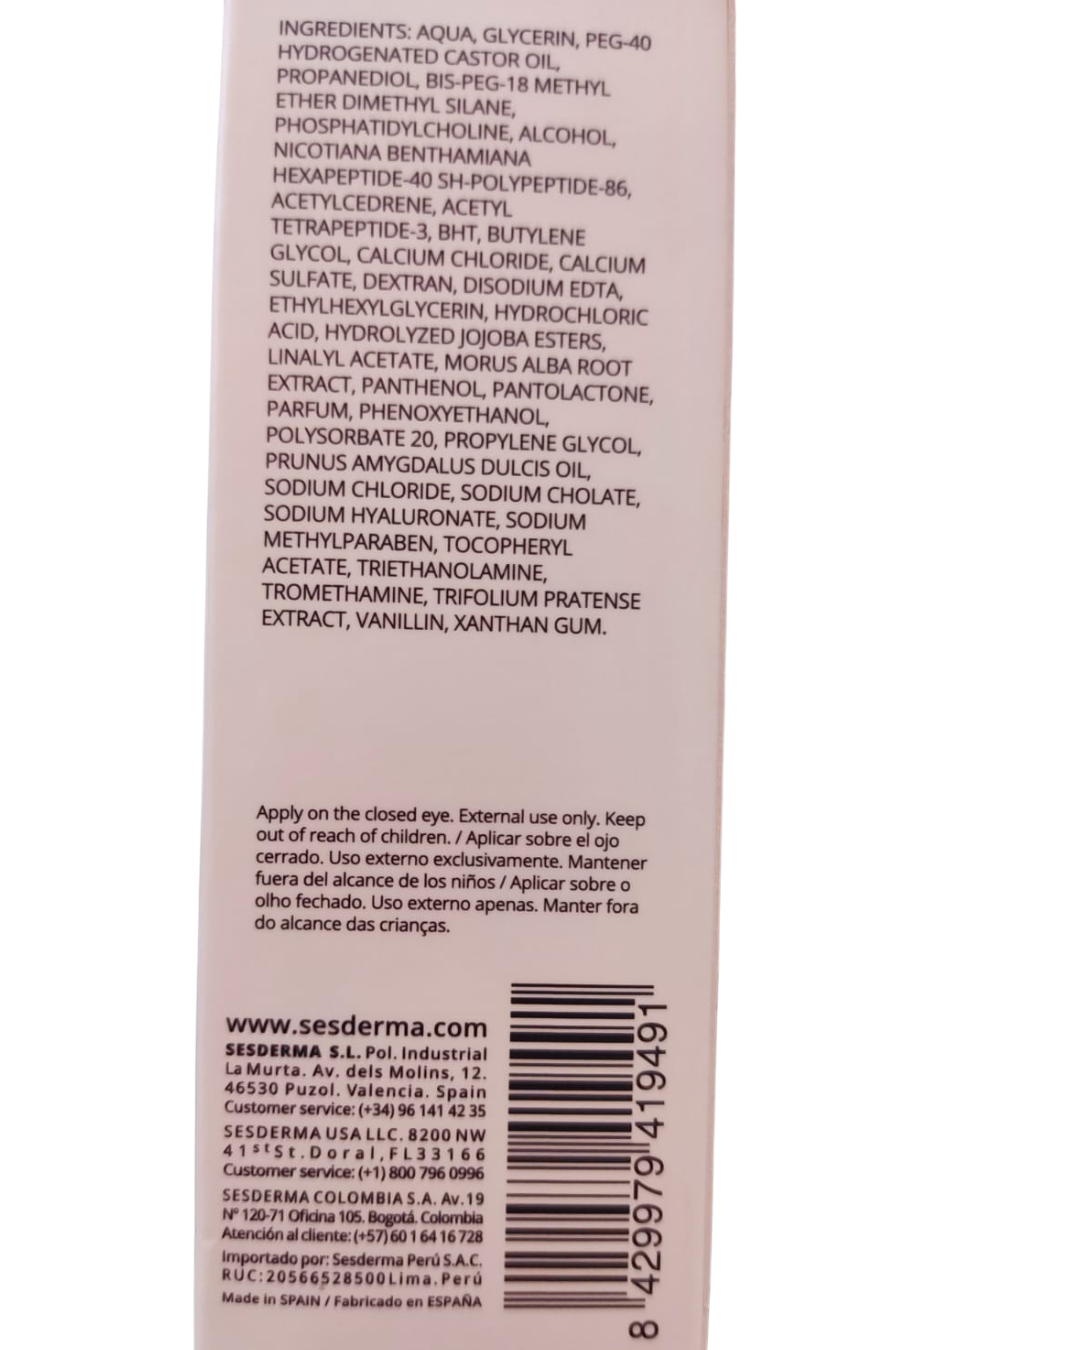 INGREDIENTS: AQUA, GLYCERIN, PEG-40
HYDROGENATED CASTOR OIL,
PROPANEDIOL, BIS-PEG-18 METHYL
ETHER DIMETHYL SILANE,
PHOSPHATIDYLCHOLINE, ALCOHOL,
NICOTIANA BENTHAMIANA
HEXAPEPTIDE-40 SH-POLYPEPTIDE-86,
ACETYLCEDRENE, ACETYL
TETRAPEPTIDE-3, BHT, BUTYLENE
GLYCOL, CALCIUM CHLORIDE, CALCIUM
SULFATE, DEXTRAN, DISODIUM EDTA,
ETHYLHEXYLGLYCERIN, HYDROCHLORIC
ACID, HYDROLYZED JOJOBA ESTERS,
LINALYL ACETATE, MORUS ALBA ROOT
EXTRACT, PANTHENOL, PANTOLACTONE,
PARFUM, PHENOXYETHANOL,
POLYSORBATE 20, PROPYLENE GLYCOL,
PRUNUS AMYGDALUS DULCIS OIL,
SODIUM CHLORIDE, SODIUM CHOLATE,
SODIUM HYALURONATE, SODIUM
METHYLPARABEN, TOCOPHERYL
ACETATE, TRIETHANOLAMINE,
TROMETHAMINE, TRIFOLIUM PRATENSE
EXTRACT, VANILLIN, XANTHAN GUM.
Apply on the closed eye. External use only. Keep
out of reach of children. / Aplicar sobre el ojo
cerrado. Uso externo exclusivamente. Mantener
fuera del alcance de los niños / Aplicar sobre o
olho fechado. Uso externo apenas. Manter fora
do alcance das crianças.
www.sesderma.com
SESDERMA S.L. Pol. Industrial
La Murta. Av. dels Molins, 12.
46530 Puzol. Valencia. Spain
Customer service: (+34) 96 141 42 35
SESDERMA USA LLC. 8200 NW
41st St. Doral, FL 33166
Customer service: (+1) 800 796 0996
SESDERMA COLOMBIA S.A. Av. 19
Nº 120-71 Oficina 105. Bogotá. Colombia
Atención al cliente: (+57) 60 1 64 16 728
Importado por: Sesderma Perú S.A.C.
RUC: 20566528500 Lima. Perú
Made in SPAIN / Fabricado en ESPAÑA
8 429979 419491